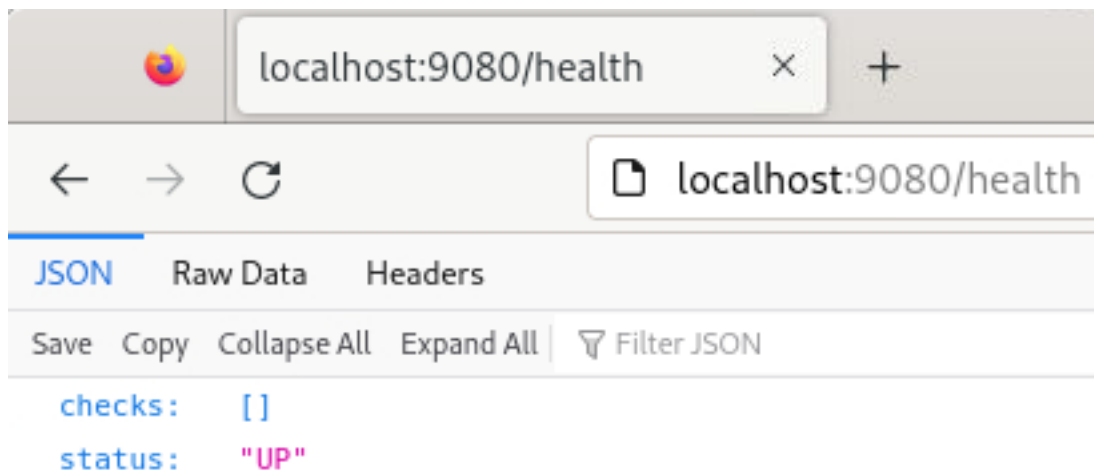 localhost:9080/health
localhost:9080/health
JSON Raw Data Headers
Save Copy Collapse All Expand All Filter JSON
checks: []
status: "UP"